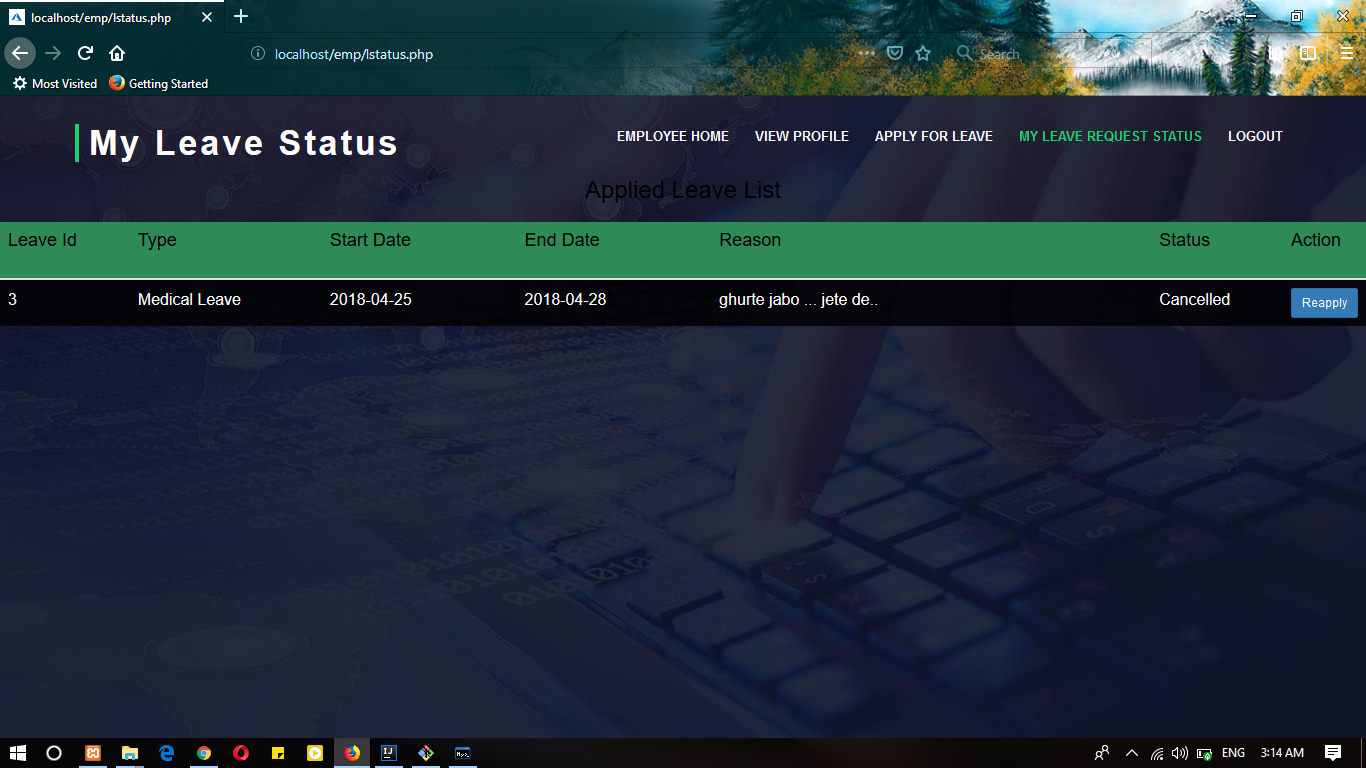 localhost/emp/lstatus.php
localhost/emp/lstatus.php
Search
Most Visited Getting Started
My Leave Status
EMPLOYEE HOME VIEW PROFILE APPLY FOR LEAVE MY LEAVE REQUEST STATUS LOGOUT
Applied Leave List
Leave Id Type Start Date End Date Reason Status Action
3 Medical Leave 2018-04-25 2018-04-28 ghurte jabo ... jete de.. Cancelled Reapply
ENG 3:14 AM